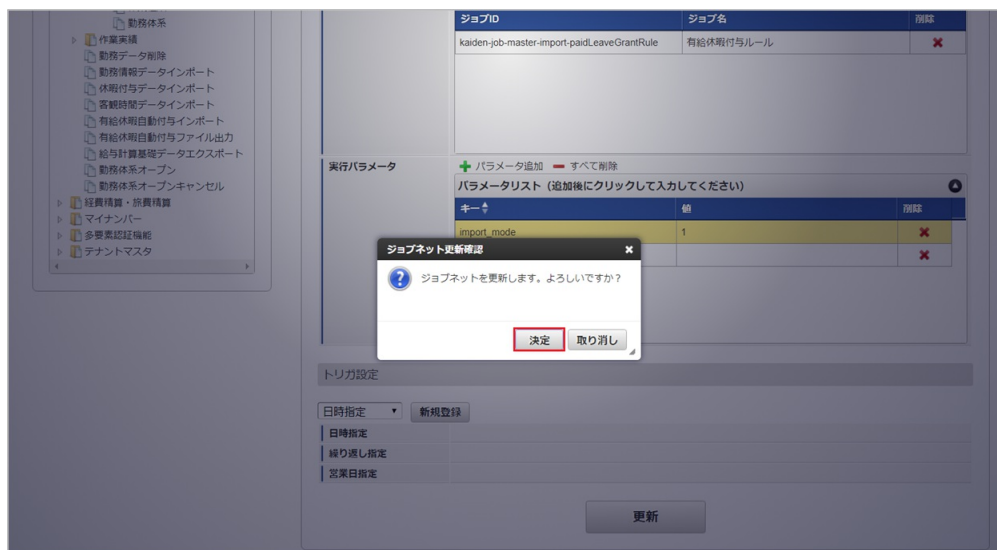 勤務体系
作業実績
勤務データ削除
勤務情報データインポート
休暇付与データインポート
客観時間データインポート
有給休暇自動付与インポート
有給休暇自動付与ファイル出力
給与計算基礎データエクスポート
勤務体系オープン
勤務体系オープンキャンセル
経費精算・旅費精算
マイナンバー
多要素認証機能
テナントマスタ
ジョブID ジョブ名 削除
kaiden-job-master-import-paidLeaveGrantRule 有給休暇付与ルール
実行パラメータ
パラメータ追加 すべて削除
パラメータリスト（追加後にクリックして入力してください）
キー 値 削除
import_mode 1
ジョブネット更新確認
ジョブネットを更新します。よろしいですか？
決定 取り消し
トリガ設定
日時指定 新規登録
日時指定
繰り返し指定
営業日指定
更新